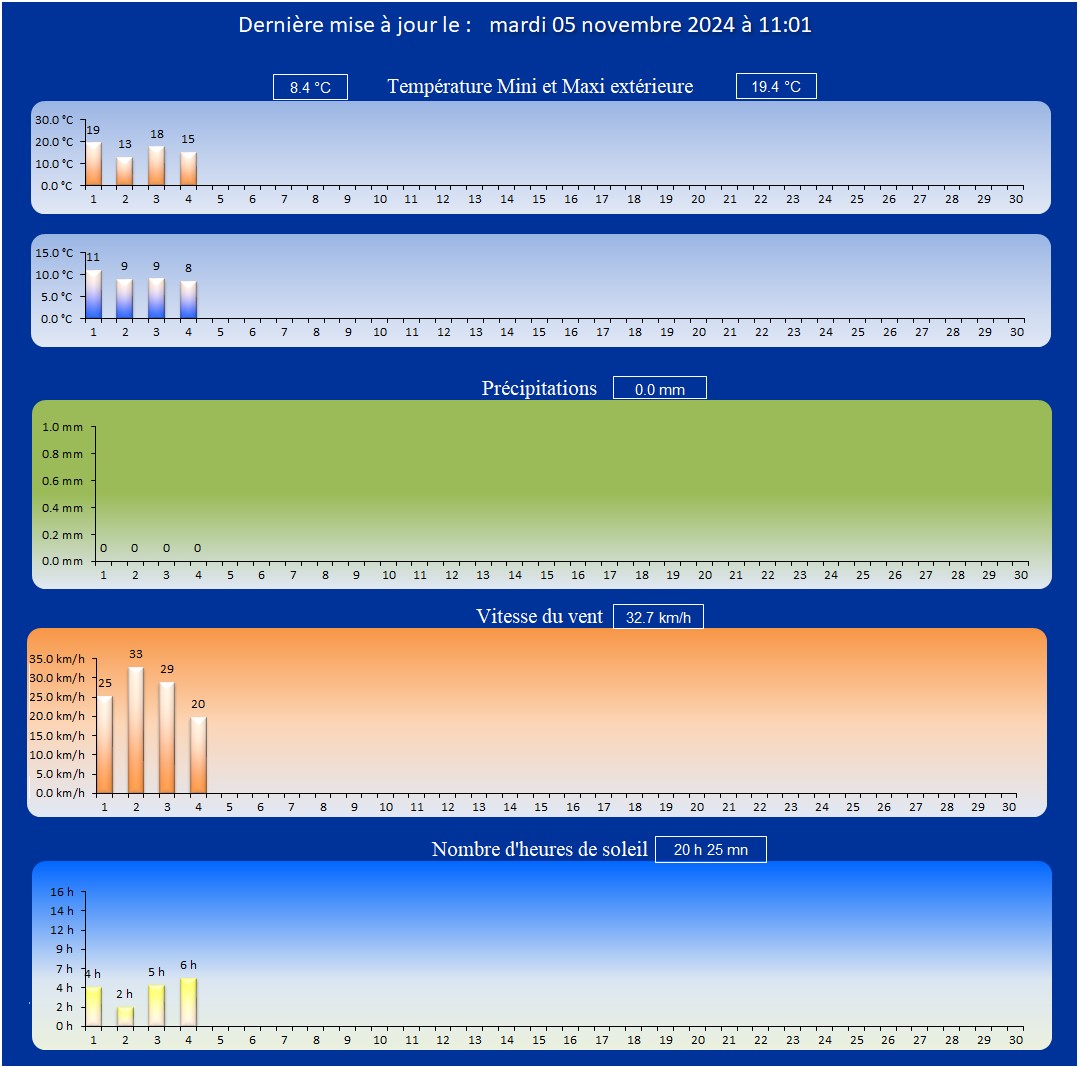 Dernière mise à jour le : mardi 05 novembre 2024 à 11:01
8.4 °C Température Mini et Maxi extérieure 19.4 °C
30.0 °C
20.0 °C
10.0 °C
0.0 °C
19 13 18 15
1 2 3 4 5 6 7 8 9 10 11 12 13 14 15 16 17 18 19 20 21 22 23 24 25 26 27 28 29 30
15.0 °C
10.0 °C
5.0 °C
0.0 °C
11 9 9 8
1 2 3 4 5 6 7 8 9 10 11 12 13 14 15 16 17 18 19 20 21 22 23 24 25 26 27 28 29 30
Précipitations 0.0 mm
1.0 mm
0.8 mm
0.6 mm
0.4 mm
0.2 mm
0.0 mm
0 0 0 0
1 2 3 4 5 6 7 8 9 10 11 12 13 14 15 16 17 18 19 20 21 22 23 24 25 26 27 28 29 30
Vitesse du vent 32.7 km/h
35.0 km/h
30.0 km/h
25.0 km/h
20.0 km/h
15.0 km/h
10.0 km/h
5.0 km/h
0.0 km/h
25 33 29 20
1 2 3 4 5 6 7 8 9 10 11 12 13 14 15 16 17 18 19 20 21 22 23 24 25 26 27 28 29 30
Nombre d'heures de soleil 20 h 25 mn
16 h
14 h
12 h
9 h
7 h
4 h
2 h
0 h
4 h 2 h 5 h 6 h
1 2 3 4 5 6 7 8 9 10 11 12 13 14 15 16 17 18 19 20 21 22 23 24 25 26 27 28 29 30